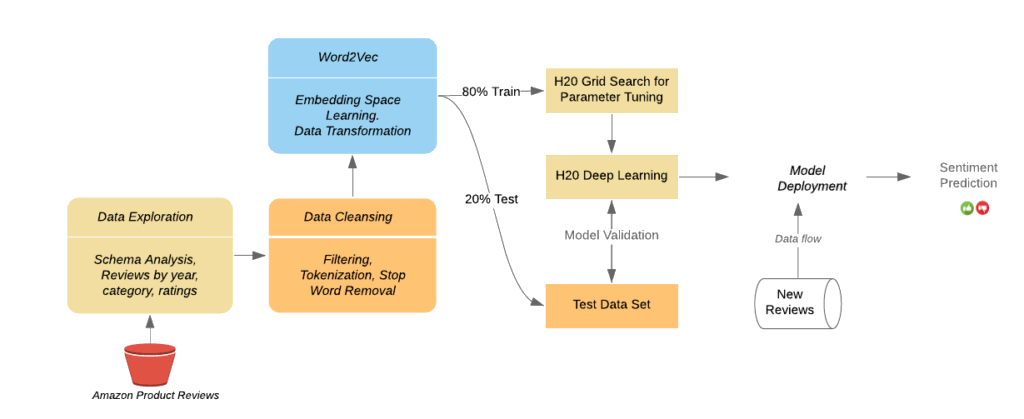 Word2Vec
Embedding Space
Learning.
Data Transformation
80% Train
20% Test
H20 Grid Search for
Parameter Tuning
H20 Deep Learning
Model Validation
Test Data Set
Model
Deployment
Sentiment
Prediction
Data flow
New
Reviews
Data Exploration
Schema Analysis,
Reviews by year,
category, ratings
Data Cleansing
Filtering,
Tokenization, Stop
Word Removal
Amazon Product Reviews